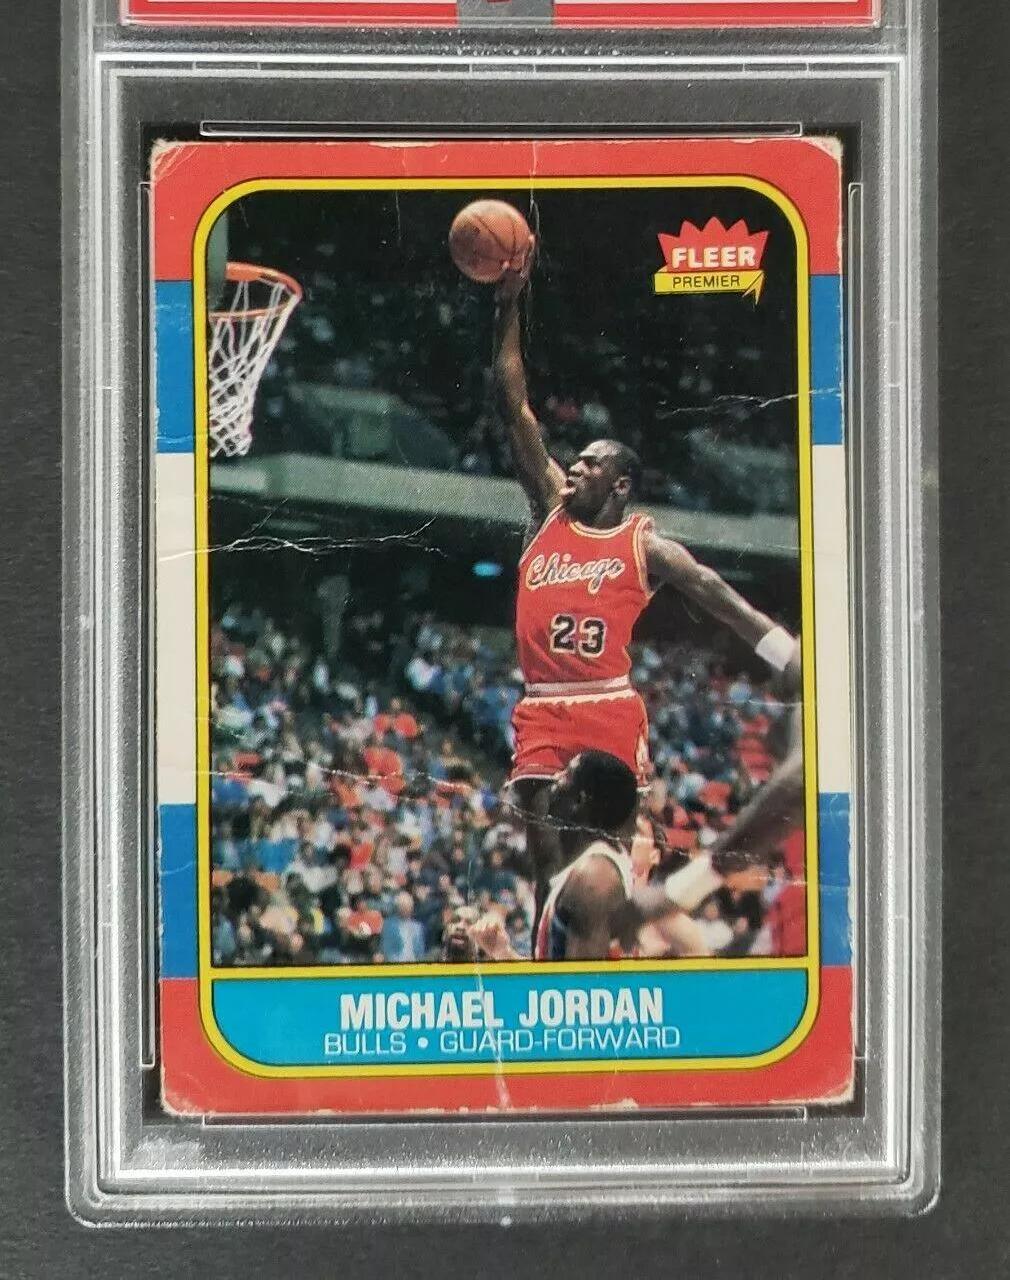 FLEER
PREMIER
Chicago
23
MICHAEL JORDAN
BULLS • GUARD-FORWARD